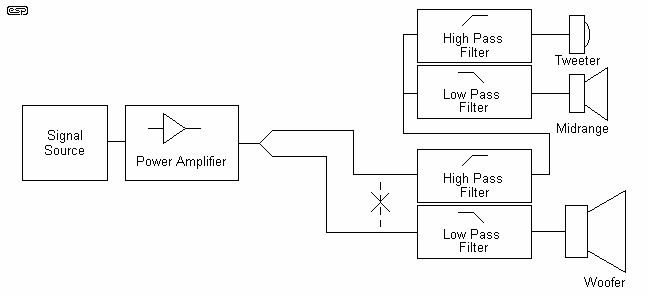 esp
High Pass
Filter
Tweeter
Low Pass
Filter
Midrange
Signal
Source
Power Amplifier
High Pass
Filter
Low Pass
Filter
Woofer